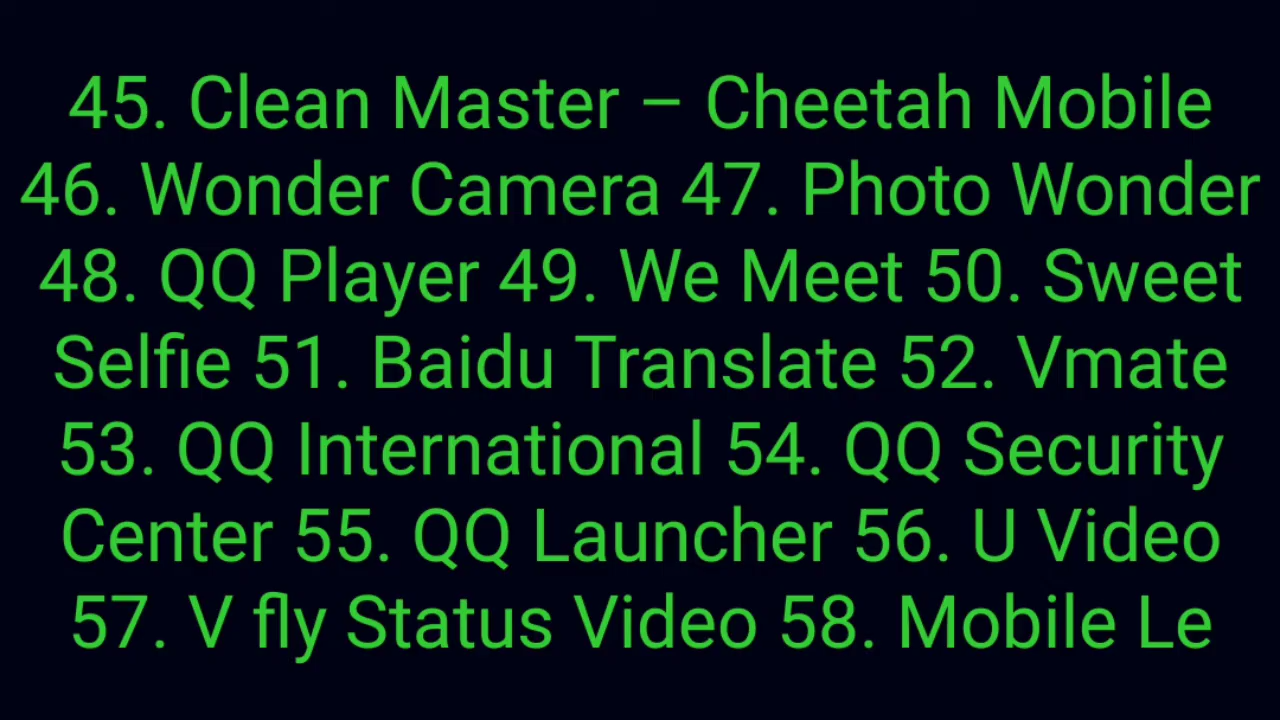 45. Clean Master – Cheetah Mobile
46. Wonder Camera 47. Photo Wonder
48. QQ Player 49. We Meet 50. Sweet
Selfie 51. Baidu Translate 52. Vmate
53. QQ International 54. QQ Security
Center 55. QQ Launcher 56. U Video
57. V fly Status Video 58. Mobile Le